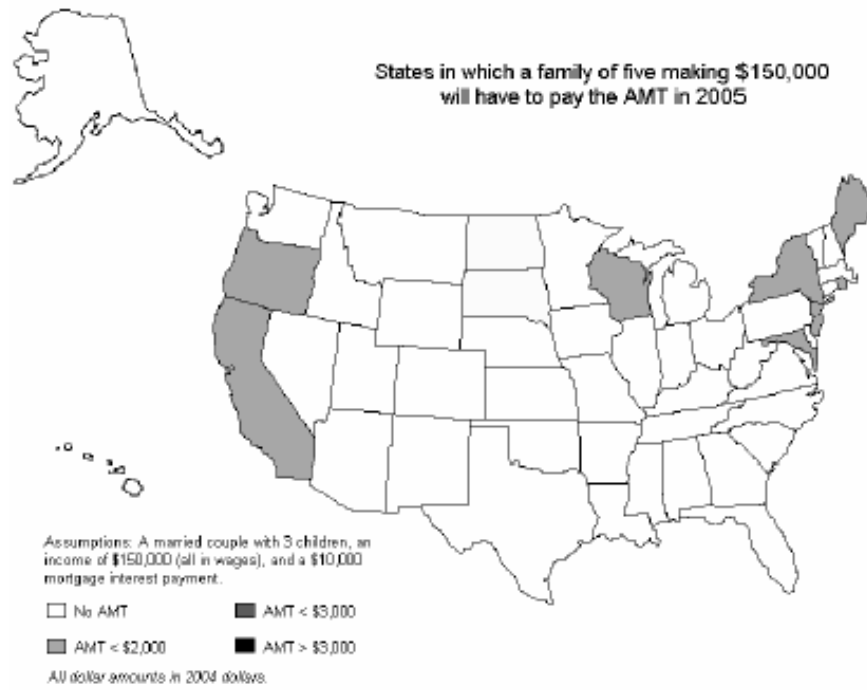 States in which a family of five making $150,000
will have to pay the AMT in 2005
Assumptions: A married couple with 3 children, an
income of $150,000 (all in wages), and a $10,000
mortgage interest payment.
No AMT
AMT < $3,000
AMT < $2,000
AMT > $3,000
All dollar amounts in 2004 dollars.